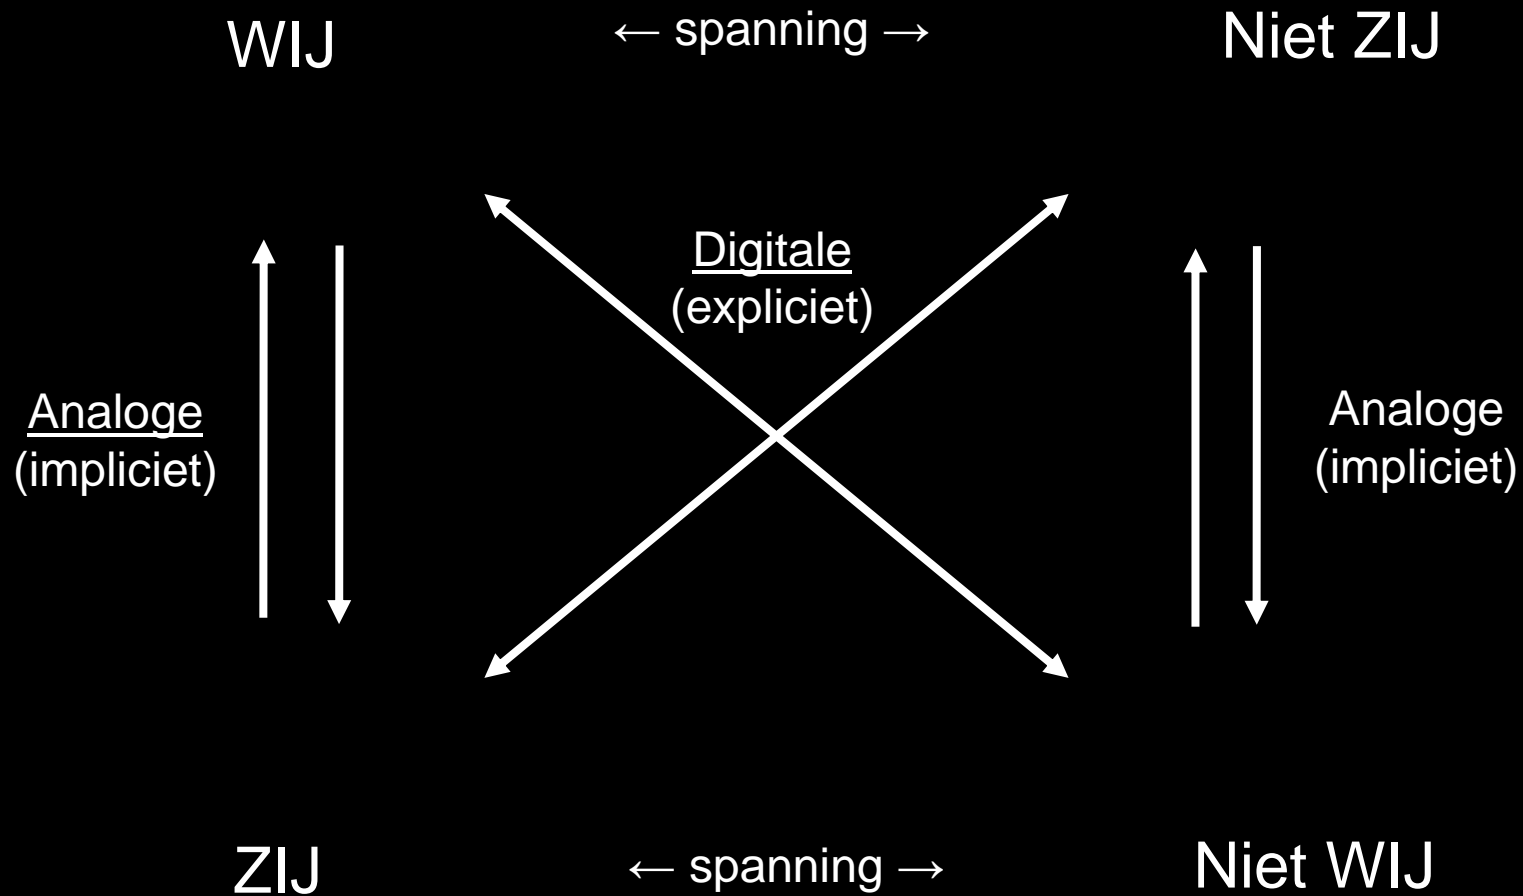 WIJ
← spanning →
Niet ZIJ
Digitale
(expliciet)
Analoge
(impliciet)
Analoge
(impliciet)
ZIJ
← spanning →
Niet WIJ